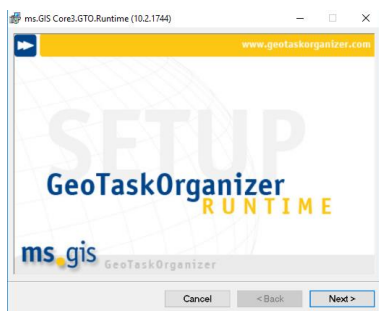 ms.GIS Core3.GTO.Runtime (10.2.1744)
www.geotaskorganizer.com
SETUP
GeoTaskOrganizer
RUNTIME
ms.gis GeoTaskOrganizer
Cancel < Back Next >